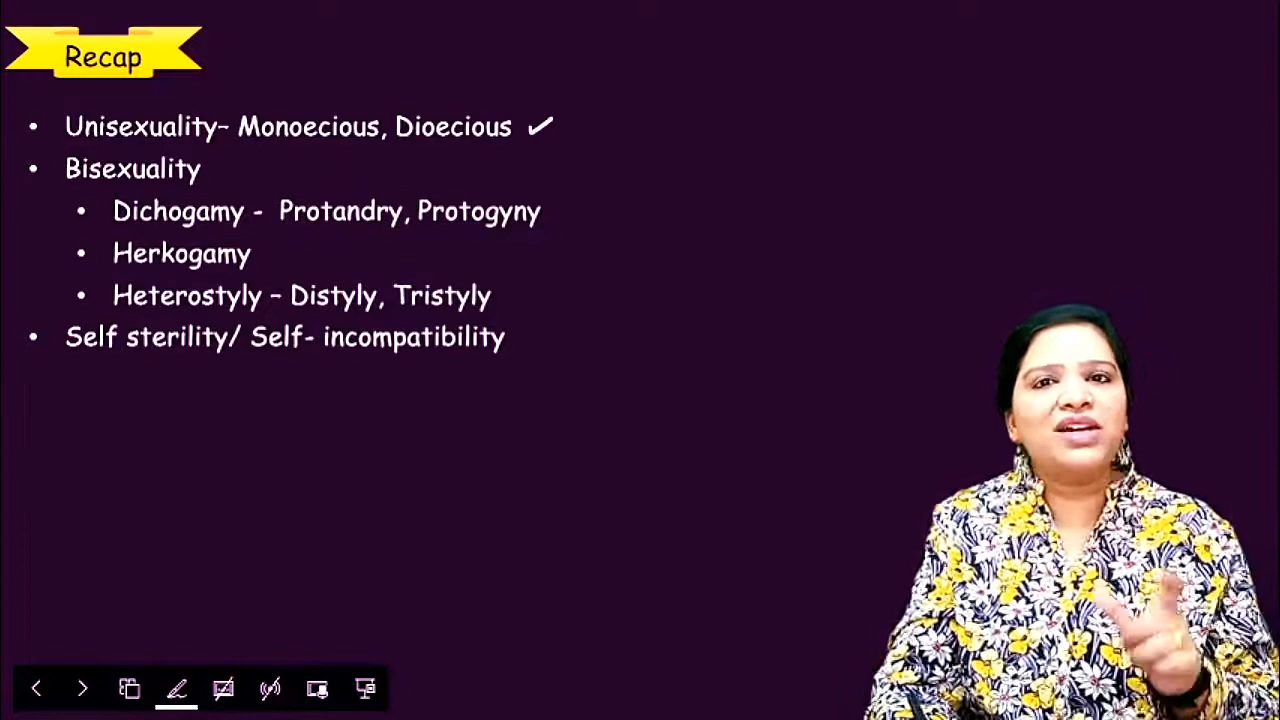 Recap
• Unisexuality– Monoecious, Dioecious ✓
• Bisexuality
• Dichogamy - Protandry, Protogyny
• Herkogamy
• Heterostyly – Distyly, Tristyly
• Self sterility/ Self- incompatibility